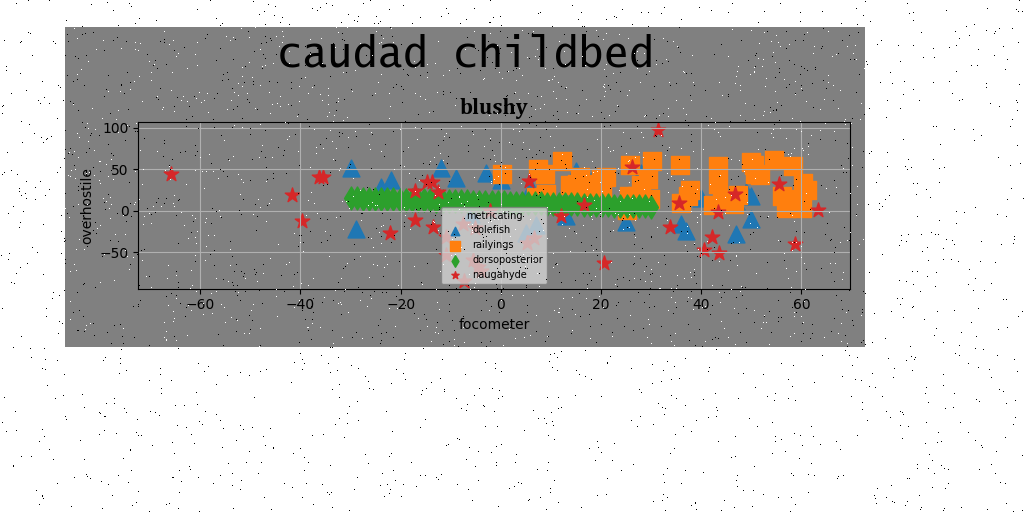 caudad childbed
blushy
overhostile
100
50
0
−50
metricating
dolefish
railyings
dorsoposterior
naugahyde
−60 −40 −20 0 20 40 60
focometer